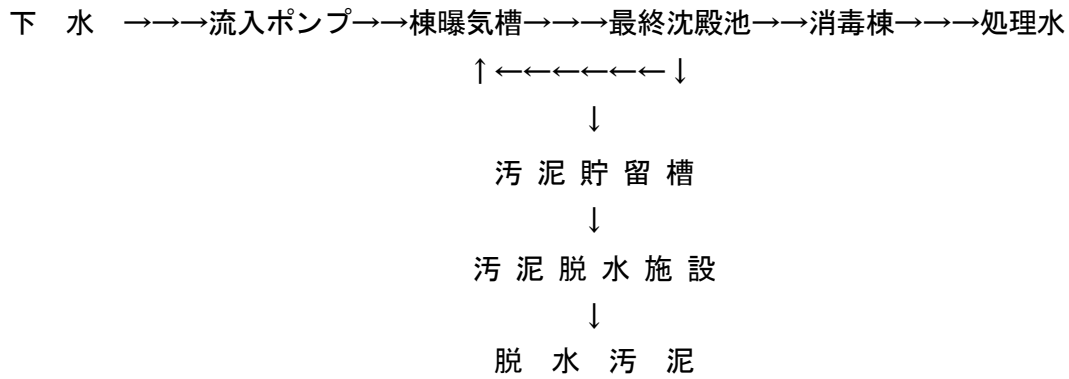 下　水　→→→流入ポンプ→→棟曝気槽→→→最終沈殿池→→消毒棟→→→処理水
↑←←←←←←↓
↓
汚 泥 貯 留 槽
↓
汚 泥 脱 水 施 設
↓
脱　水　汚　泥